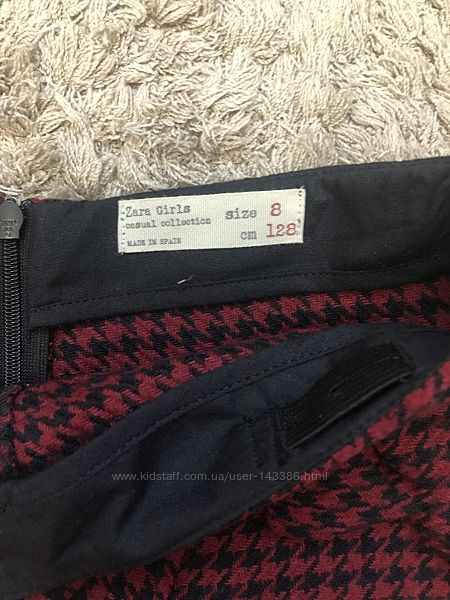 Zara Girls
casual collection
MADE IN SPAIN
size 8
cm 128
www.kidstaff.com.ua/user-143386.html